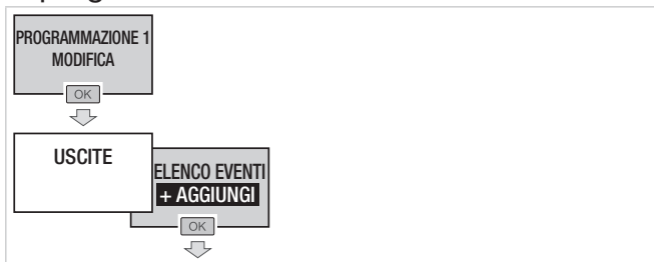 PROGRAMMAZIONE 1
MODIFICA
OK
USCITE
ELENCO EVENTI
+ AGGIUNGI
OK